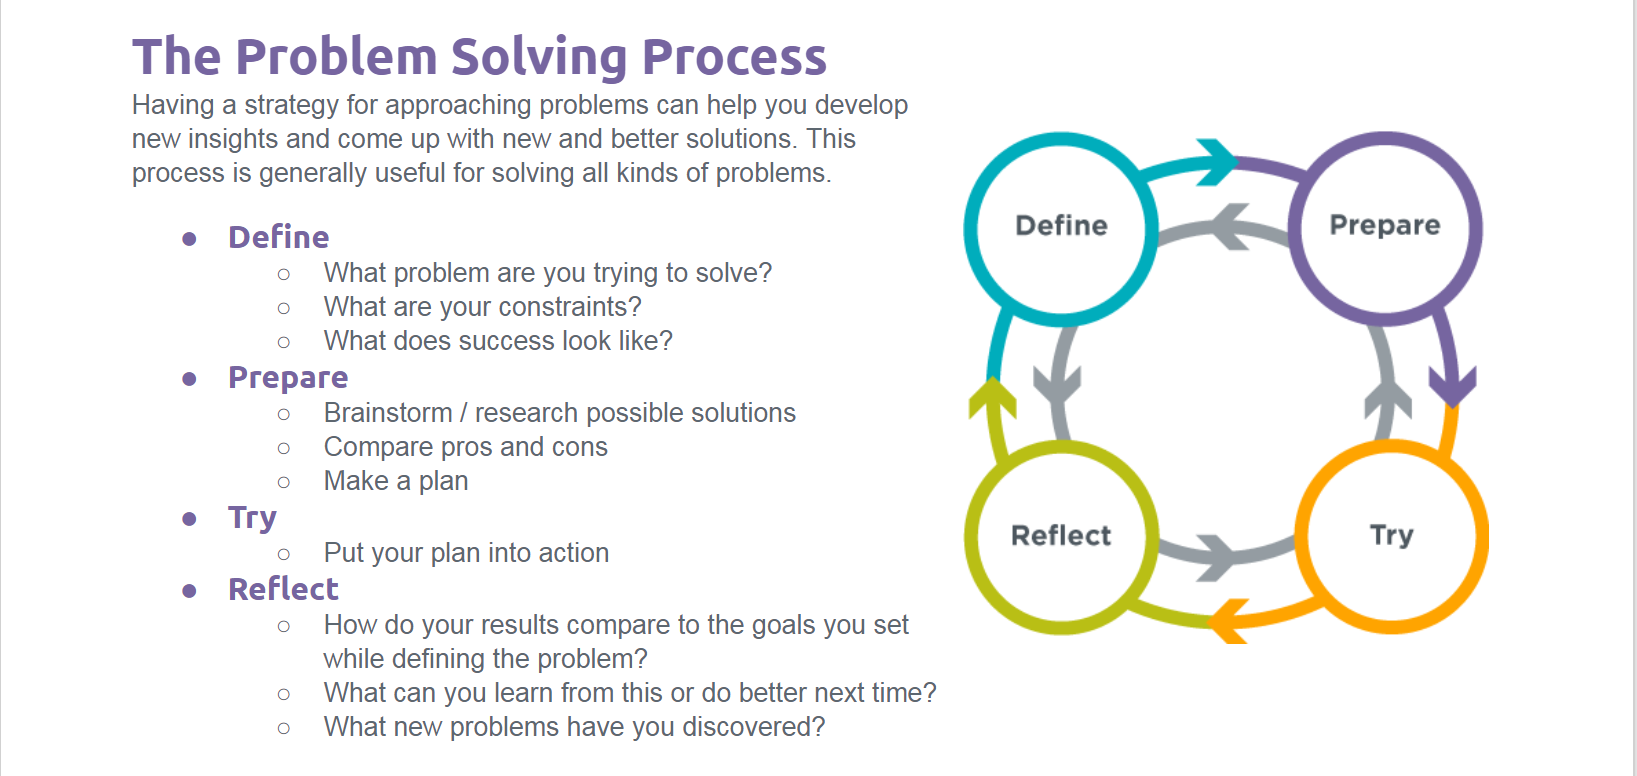 The Problem Solving Process
Having a strategy for approaching problems can help you develop
new insights and come up with new and better solutions. This
process is generally useful for solving all kinds of problems.
● Define
○ What problem are you trying to solve?
○ What are your constraints?
○ What does success look like?
● Prepare
○ Brainstorm / research possible solutions
○ Compare pros and cons
○ Make a plan
● Try
○ Put your plan into action
● Reflect
○ How do your results compare to the goals you set
while defining the problem?
○ What can you learn from this or do better next time?
○ What new problems have you discovered?
Define
Prepare
Reflect
Try